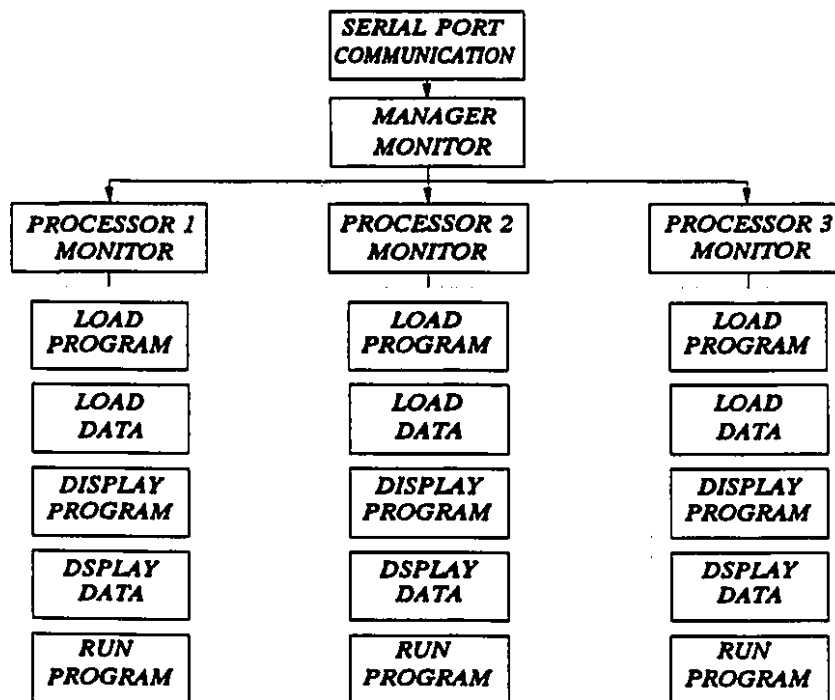 SERIAL PORT
COMMUNICATION
MANAGER
MONITOR
PROCESSOR 1
MONITOR
PROCESSOR 2
MONITOR
PROCESSOR 3
MONITOR
LOAD
PROGRAM
LOAD
PROGRAM
LOAD
PROGRAM
LOAD
DATA
LOAD
DATA
LOAD
DATA
DISPLAY
PROGRAM
DISPLAY
PROGRAM
DISPLAY
PROGRAM
DSPLAY
DATA
DSPLAY
DATA
DSPLAY
DATA
RUN
PROGRAM
RUN
PROGRAM
RUN
PROGRAM